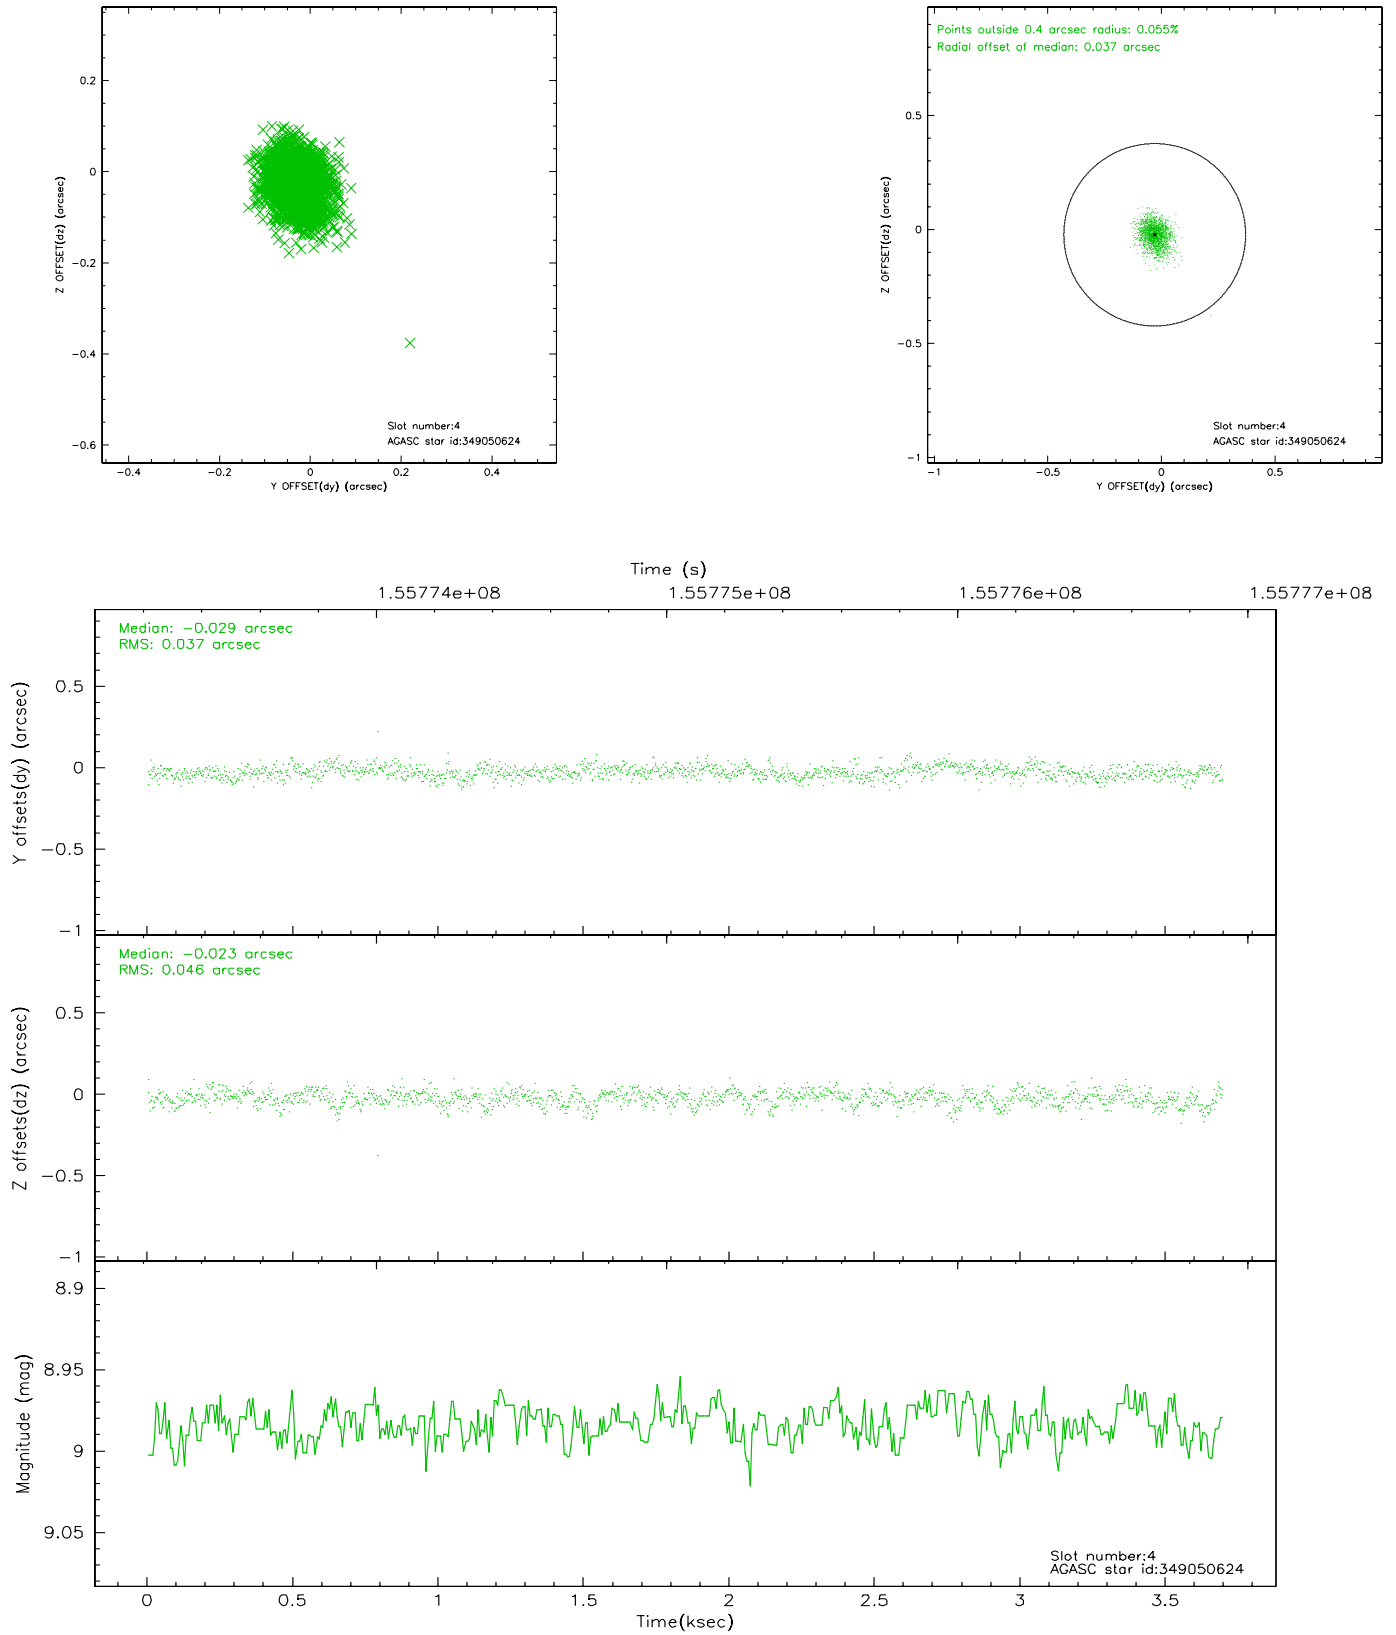 0.2
0
−0.2
−0.4
−0.6
Z OFFSET(dz) (arcsec)
Slot number:4
AGASC star id:349050624
−0.4 −0.2 0 0.2 0.4
Y OFFSET(dy) (arcsec)
Points outside 0.4 arcsec radius: 0.055%
Radial offset of median: 0.037 arcsec
0.5
0
−0.5
−1
Z OFFSET(dz) (arcsec)
Slot number:4
AGASC star id:349050624
−1 −0.5 0 0.5
Y OFFSET(dy) (arcsec)
Time (s)
1.55774e+08 1.55775e+08 1.55776e+08 1.55777e+08
Median: −0.029 arcsec
RMS: 0.037 arcsec
0.5
0
−0.5
−1
Y offsets(dy) (arcsec)
Median: −0.023 arcsec
RMS: 0.046 arcsec
0.5
0
−0.5
−1
Z offsets(dz) (arcsec)
8.9
8.95
9
9.05
Magnitude (mag)
Slot number:4
AGASC star id:349050624
0 0.5 1 1.5 2 2.5 3 3.5
Time(ksec)